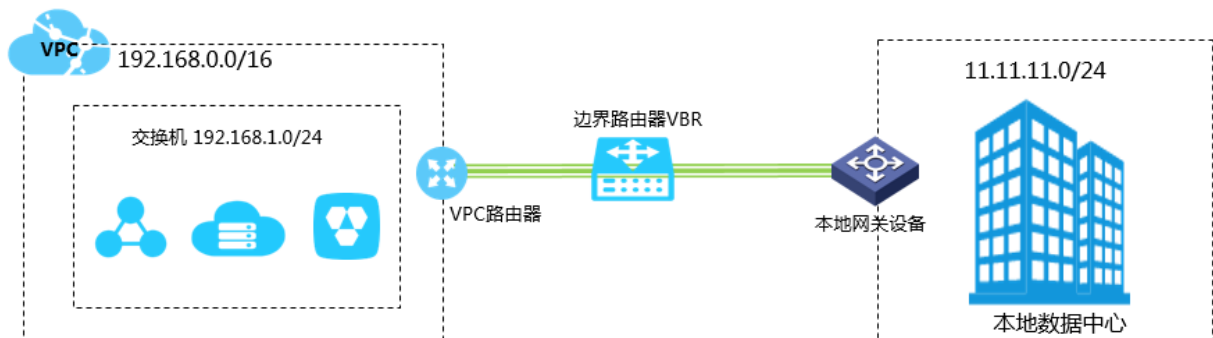 VPC
192.168.0.0/16
交换机 192.168.1.0/24
VPC路由器
边界路由器VBR
本地网关设备
11.11.11.0/24
本地数据中心